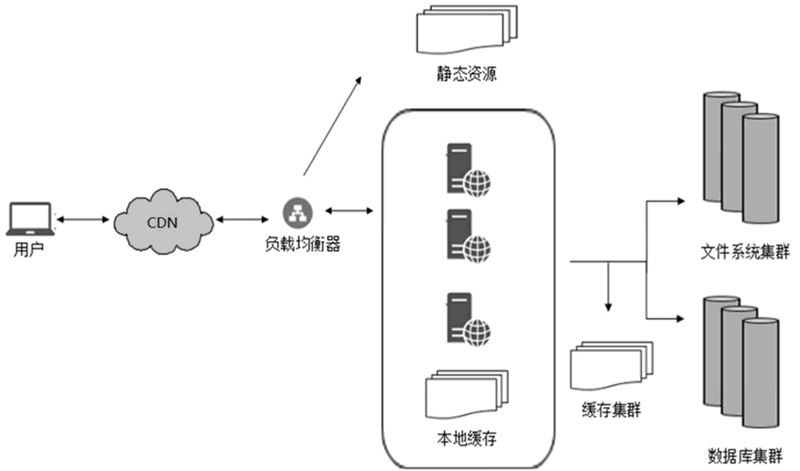 静态资源
用户
CDN
负载均衡器
本地缓存
缓存集群
文件系统集群
数据库集群